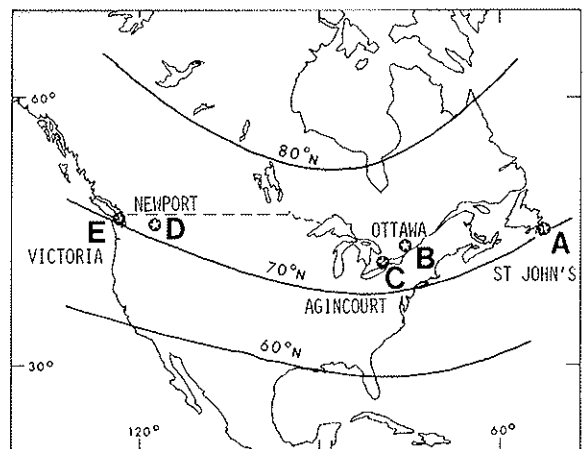 60°
80°N
NEWPORT
E
D
VICTORIA
OTTAWA
A
B
70°N
C
ST JOHN'S
AGINCOURT
60°N
30°
120°
60°